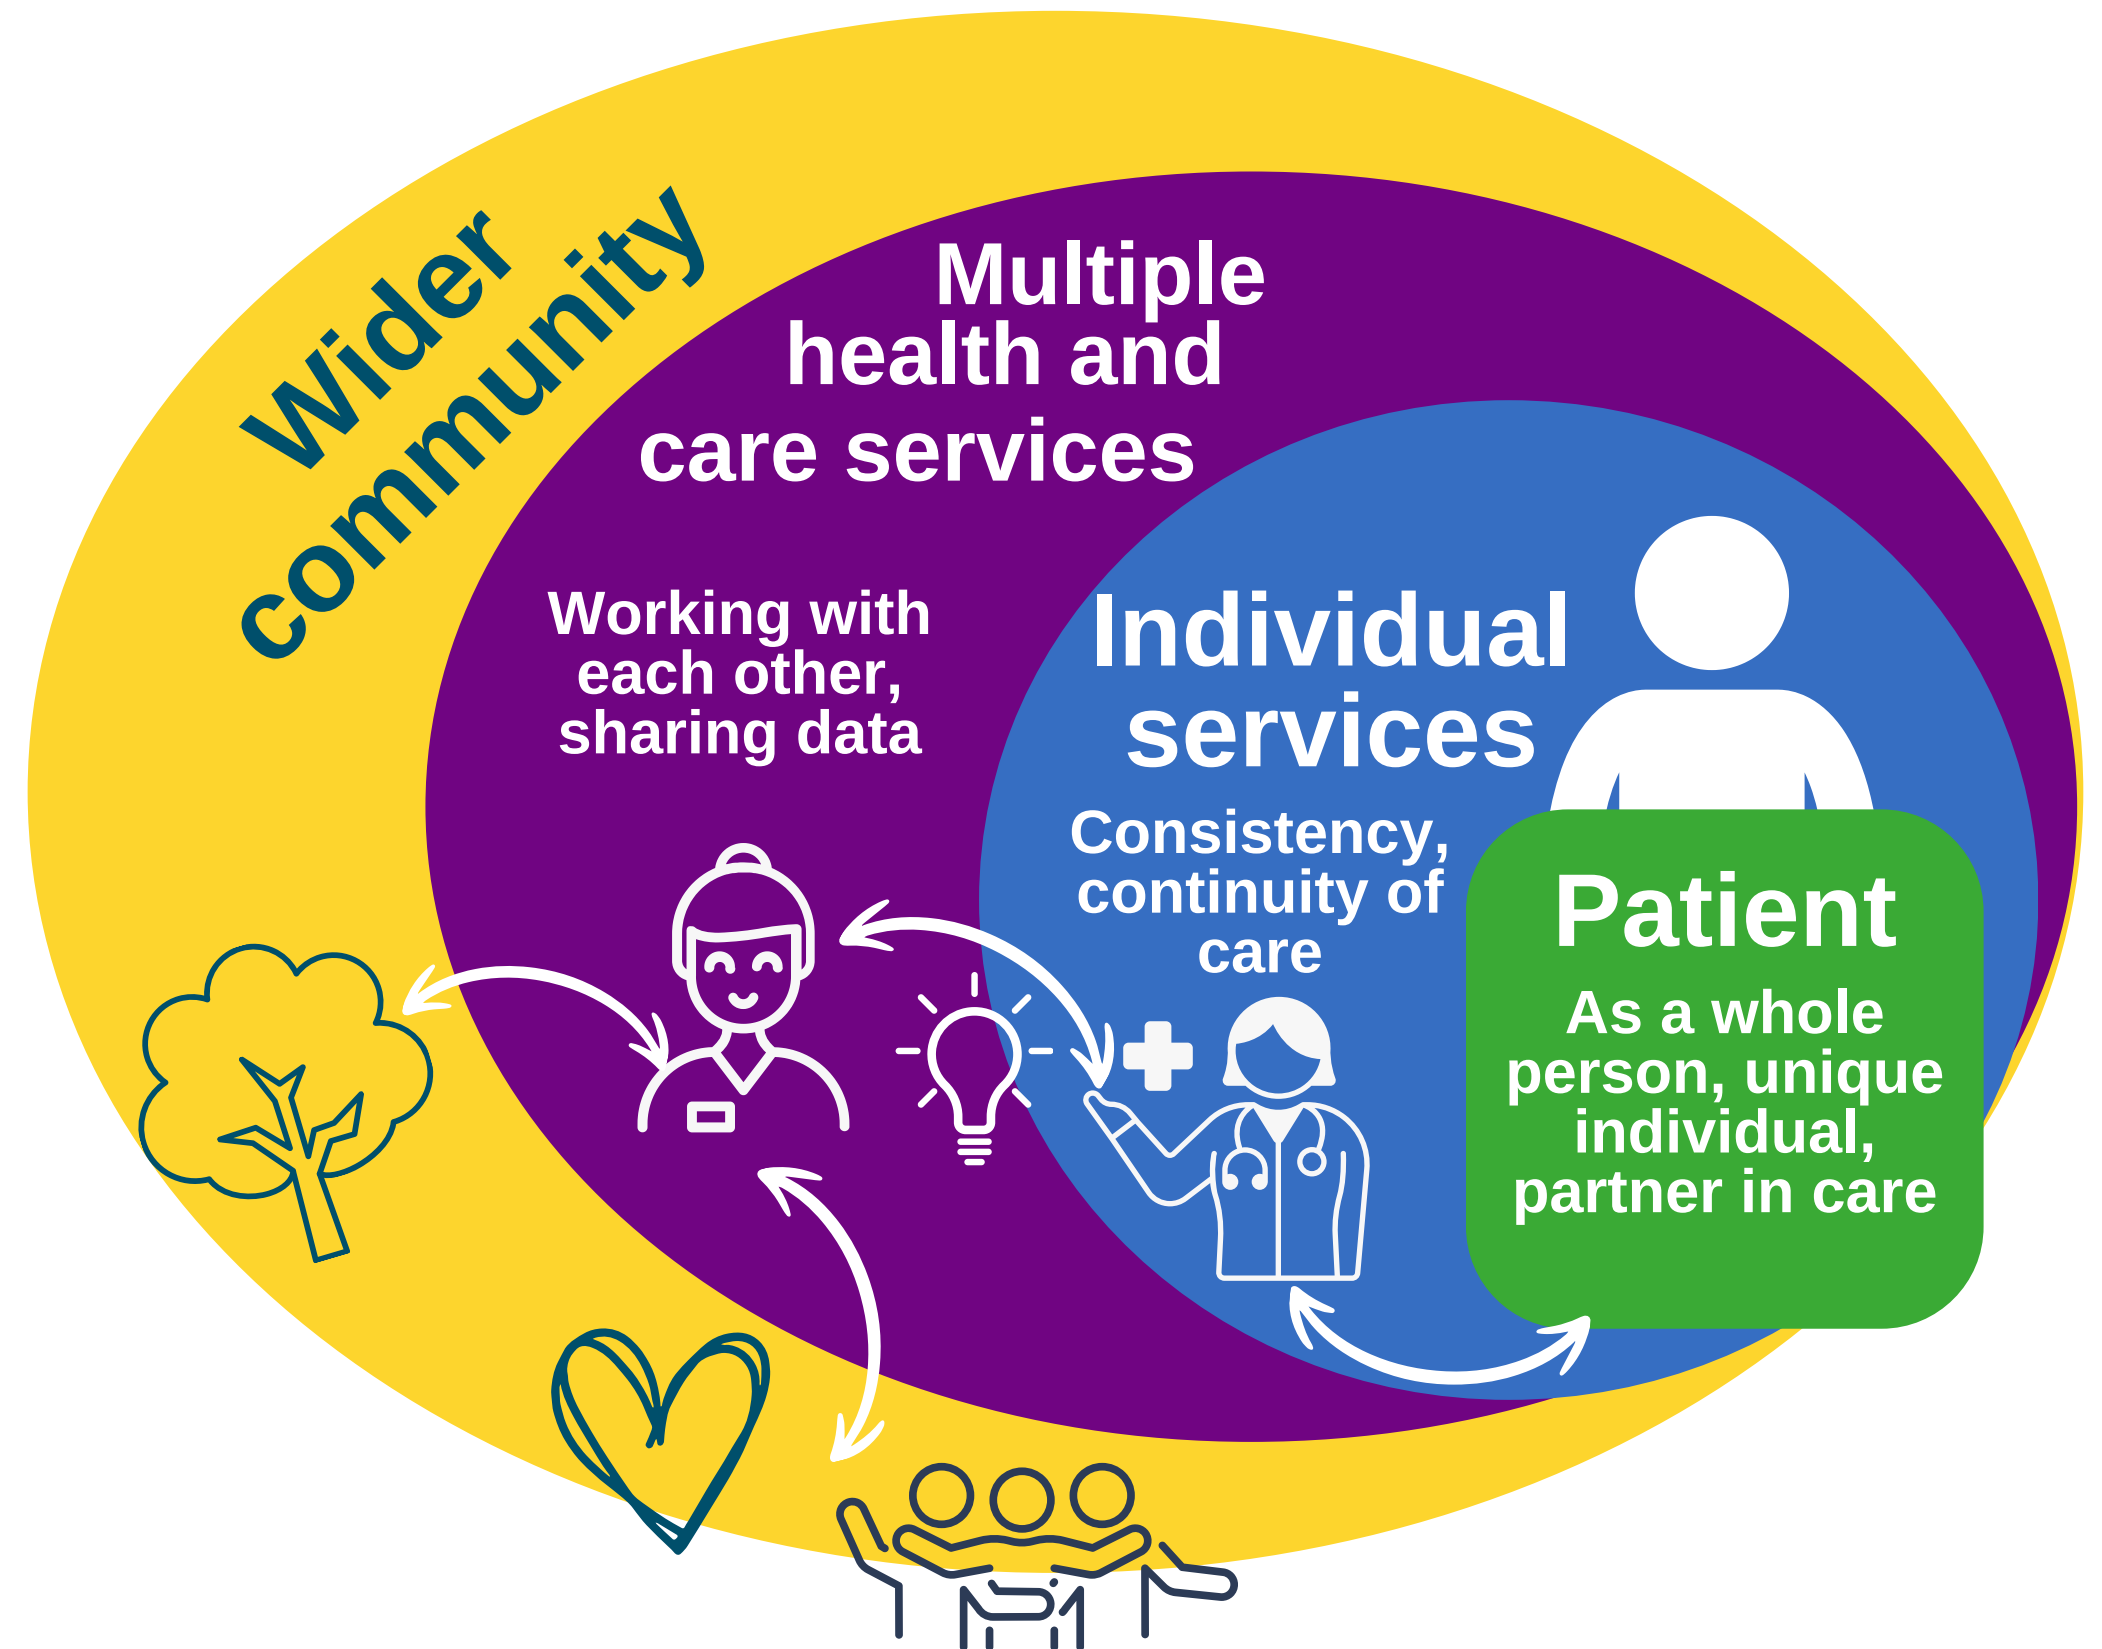 Wider
community
Multiple
health and
care services
Working with
each other,
sharing data
Individual
services
Consistency,
continuity of
care
Patient
As a whole
person, unique
individual,
partner in care